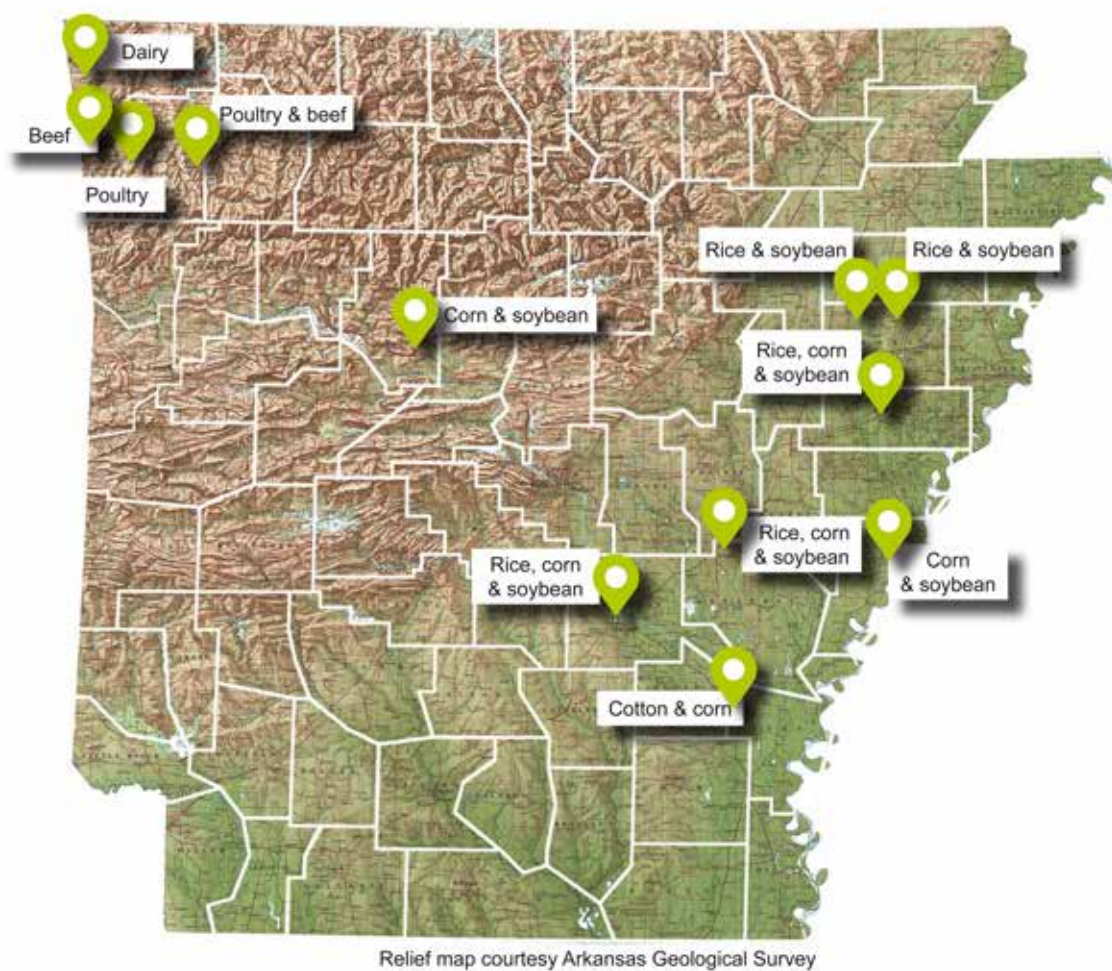 Dairy
Poultry & beef
Beef
Poultry
Rice & soybean
Rice & soybean
Corn & soybean
Rice, corn
& soybean
Rice, corn
& soybean
Rice, corn
& soybean
Corn
& soybean
Cotton & corn
Relief map courtesy Arkansas Geological Survey